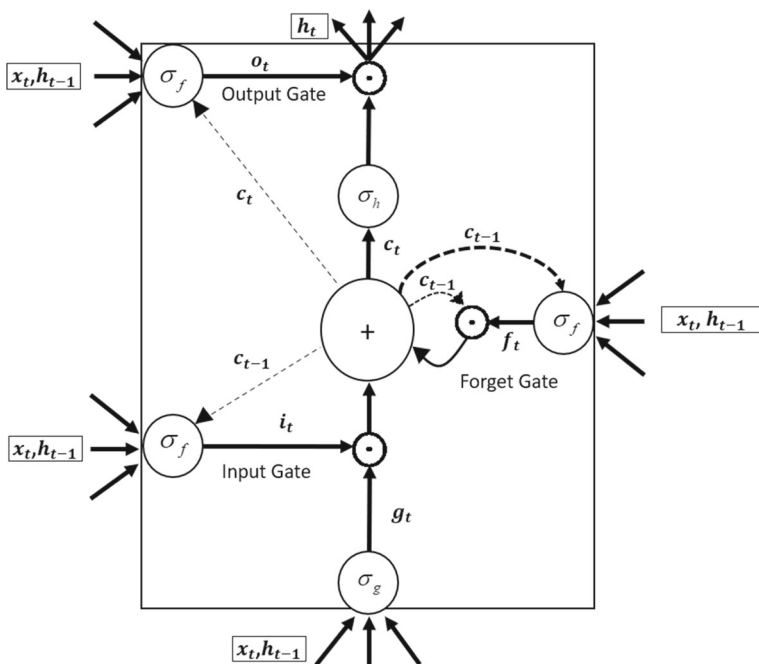 h_t
x_t,h_{t-1}
σ_f
o_t
Output Gate
c_t
σ_h
c_t
c_{t-1}
c_{t-1}
+
c_{t-1}
f_t
σ_f
x_t, h_{t-1}
Forget Gate
x_t,h_{t-1}
σ_f
i_t
Input Gate
g_t
σ_g
x_t,h_{t-1}